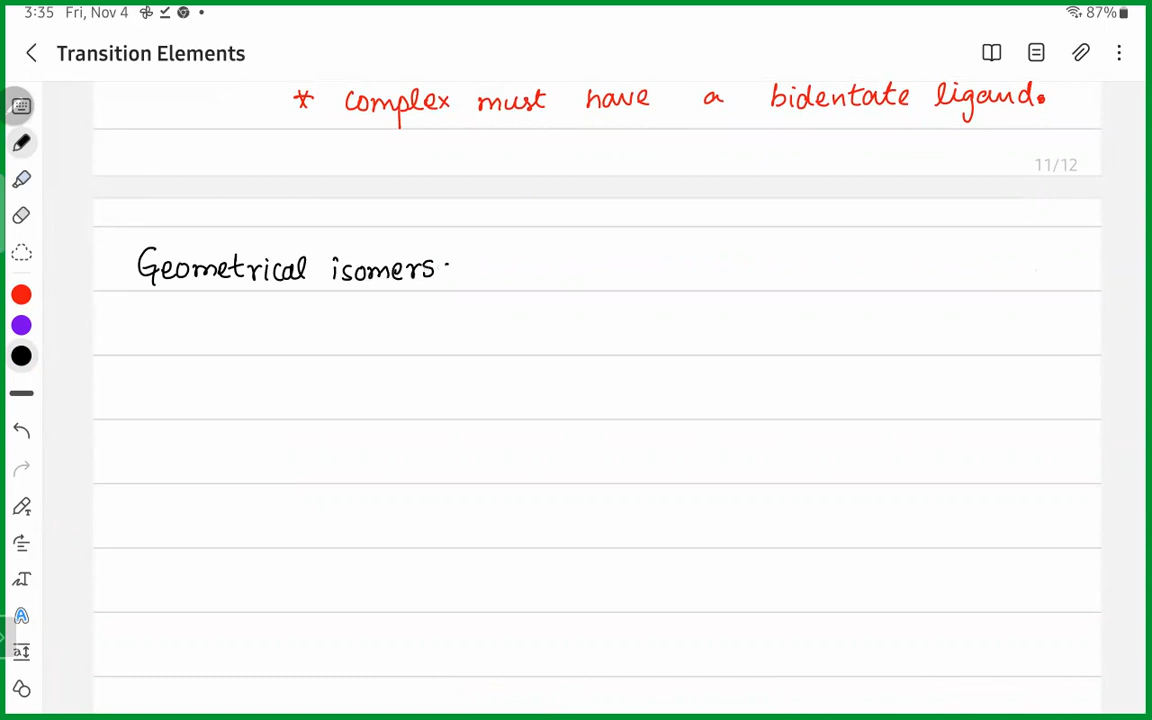 3:35 Fri, Nov 4 87%
Transition Elements
* complex must have a bidentate ligand.
11/12
Geometrical isomers